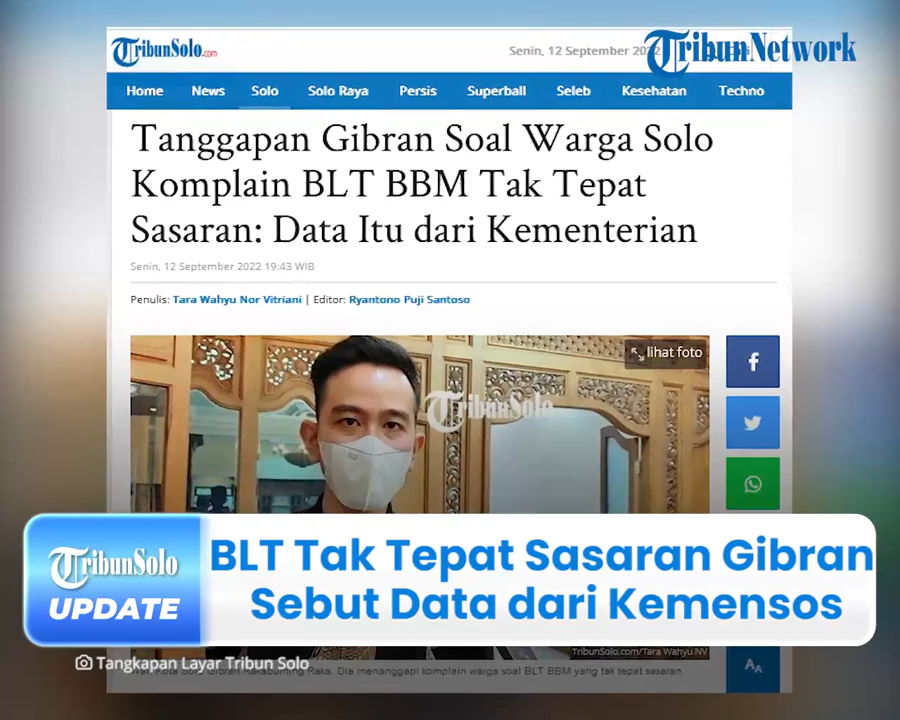 TribunSolo.com
Senin, 12 September 2022
TribunNetwork
Home News Solo Solo Raya Persis Superball Seleb Kesehatan Techno
Tanggapan Gibran Soal Warga Solo
Komplain BLT BBM Tak Tepat
Sasaran: Data Itu dari Kementerian
Senin, 12 September 2022 19:43 WIB
Penulis: Tara Wahyu Nor Vitriani | Editor: Ryantono Puji Santoso
lihat foto
TribunSolo
TribunSolo
UPDATE
BLT Tak Tepat Sasaran Gibran
Sebut Data dari Kemensos
TribunSolo.com/Tara Wahyu NV
Tangkapan Layar Tribun Solo
Raka. Dia menanggapi komplain warga soal BLT BBM yang tak tepat sasaran.
AA